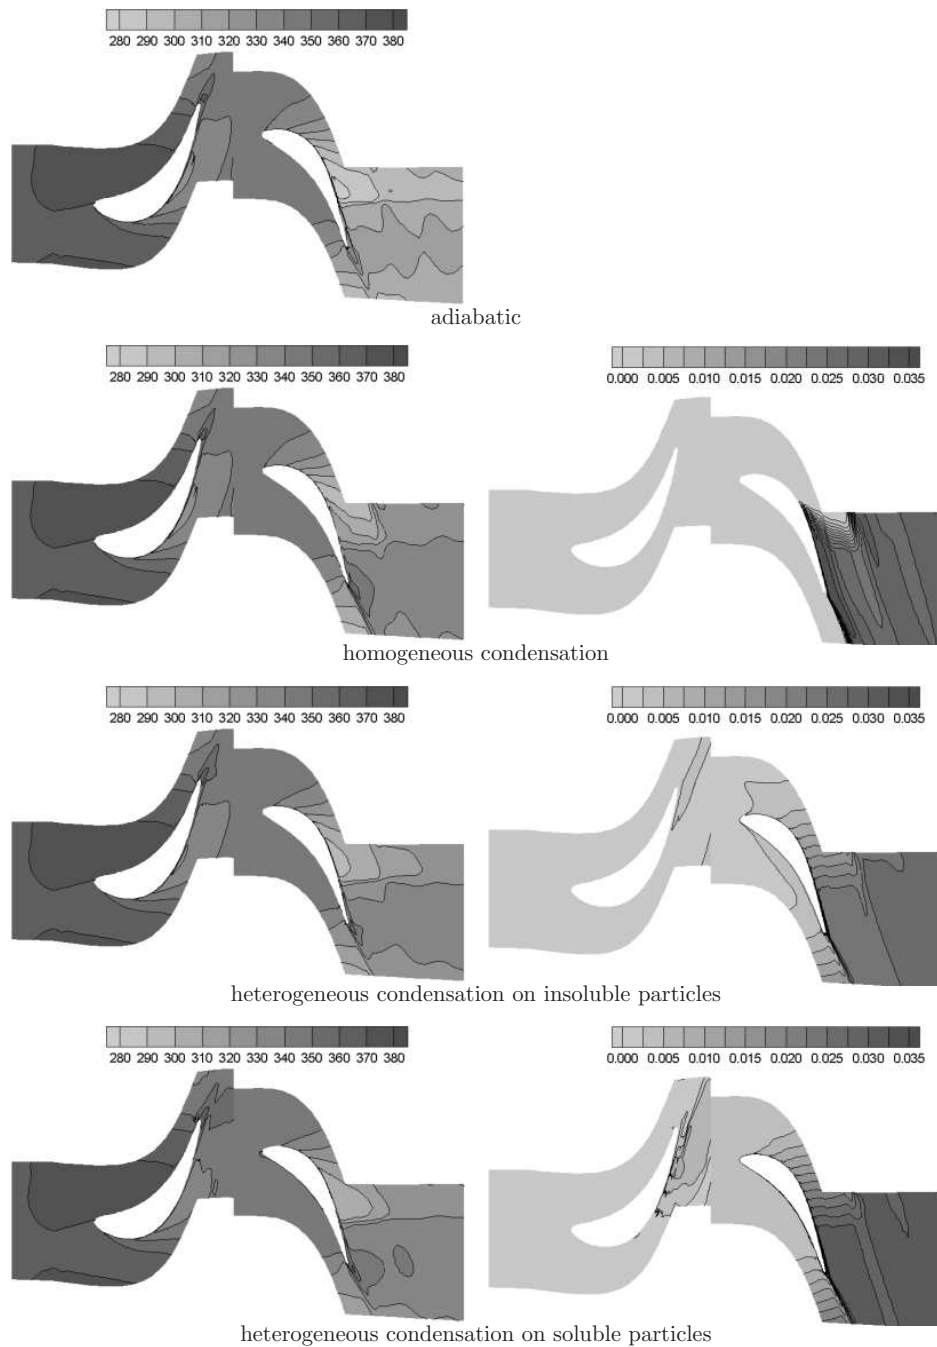 280 290 300 310 320 330 340 350 360 370 380
adiabatic
280 290 300 310 320 330 340 350 360 370 380
0.000 0.005 0.010 0.015 0.020 0.025 0.030 0.035
homogeneous condensation
280 290 300 310 320 330 340 350 360 370 380
0.000 0.005 0.010 0.015 0.020 0.025 0.030 0.035
heterogeneous condensation on insoluble particles
280 290 300 310 320 330 340 350 360 370 380
0.000 0.005 0.010 0.015 0.020 0.025 0.030 0.035
heterogeneous condensation on soluble particles